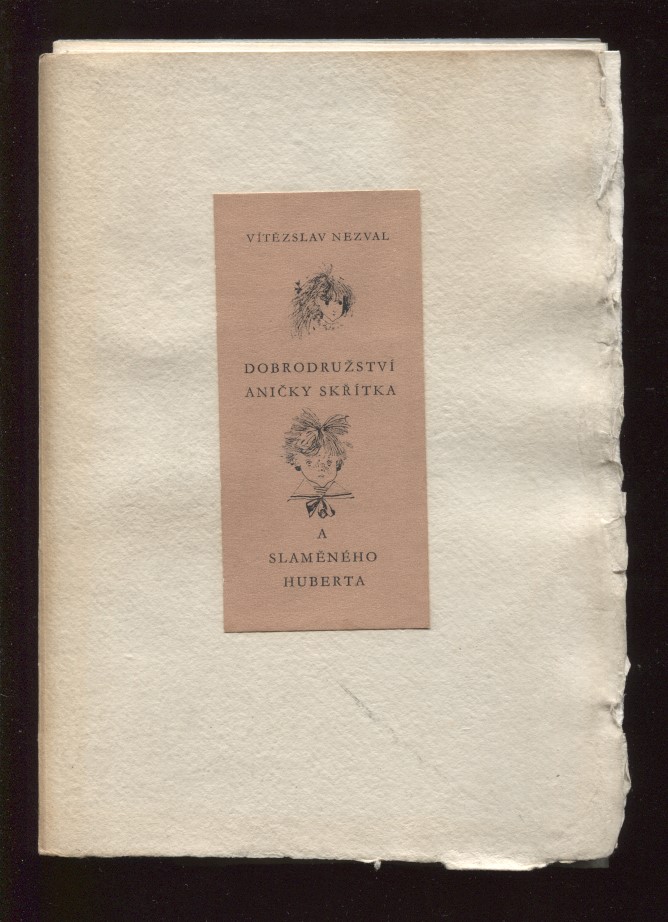 VÍTĚZSLAV NEZVAL
DOBRODRUŽSTVÍ
ANIČKY SKŘÍTKA
A
SLAMĚNÉHO
HUBERTA